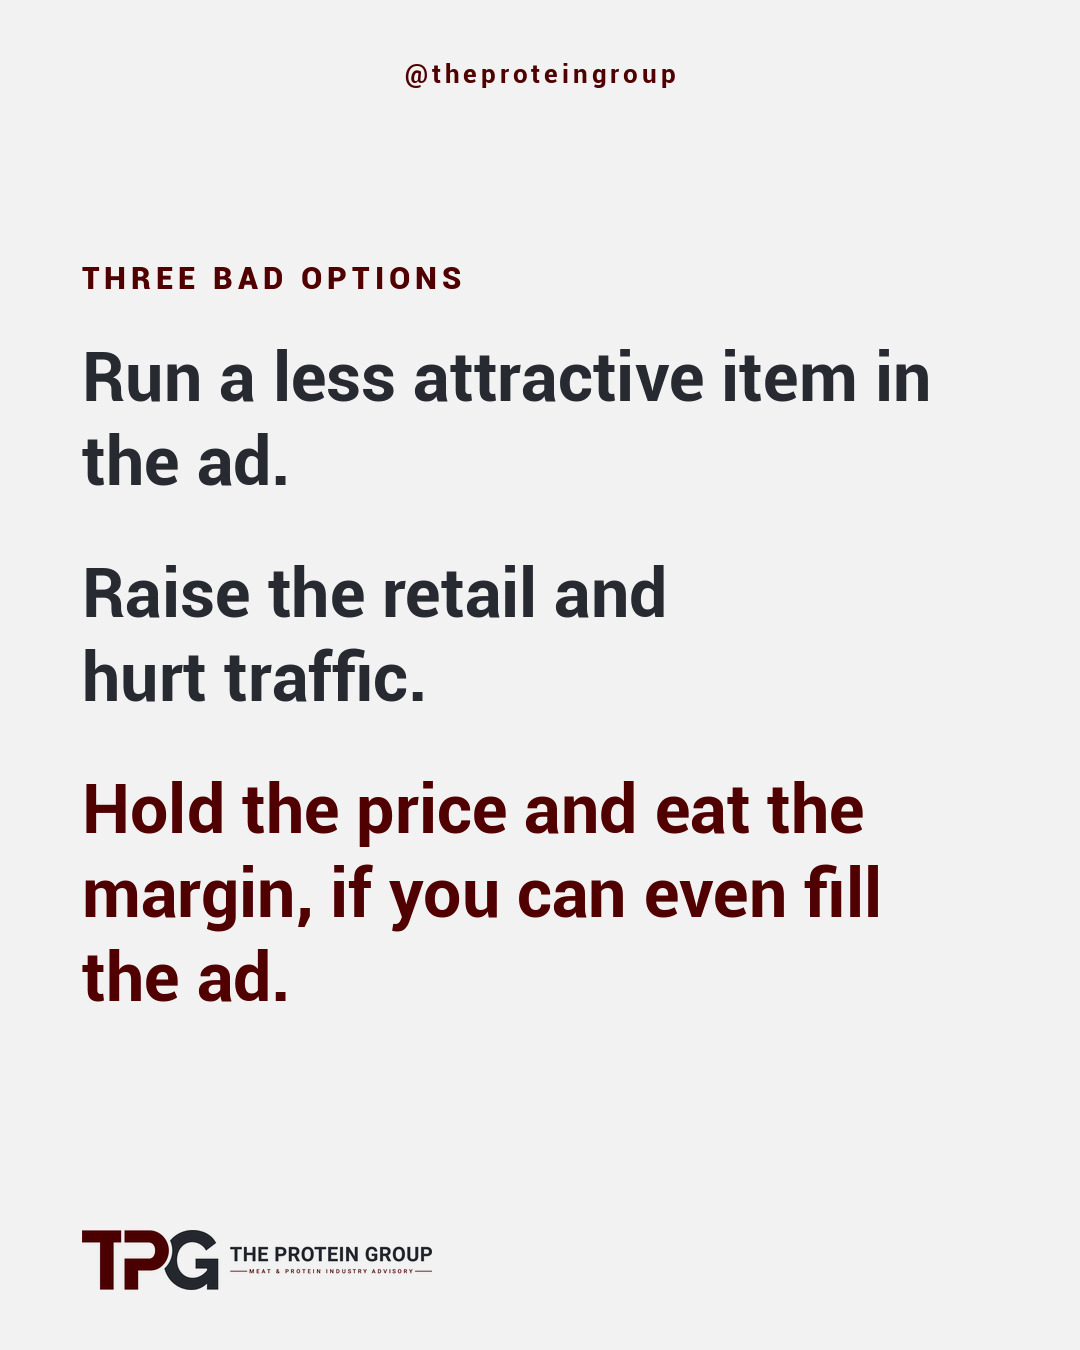 @theproteingroup
THREE BAD OPTIONS
Run a less attractive item in
the ad.
Raise the retail and
hurt traffic.
Hold the price and eat the
margin, if you can even fill
the ad.
TPG
THE PROTEIN GROUP
MEAT & PROTEIN INDUSTRY ADVISORY